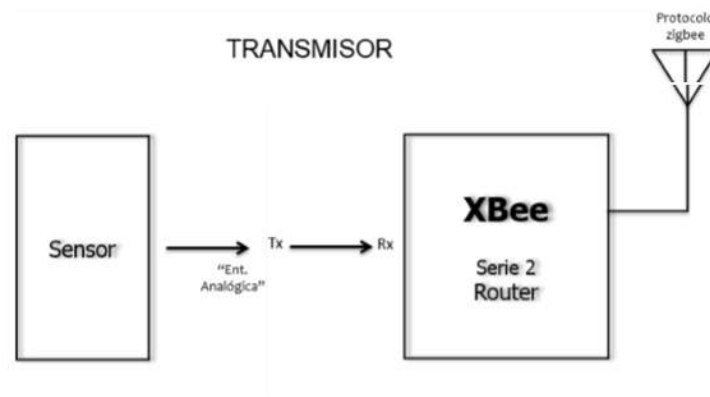 Protocolo
zigbee
TRANSMISOR
XBee
Sensor
Tx
Rx
"Ent.
Analógica"
Serie 2
Router